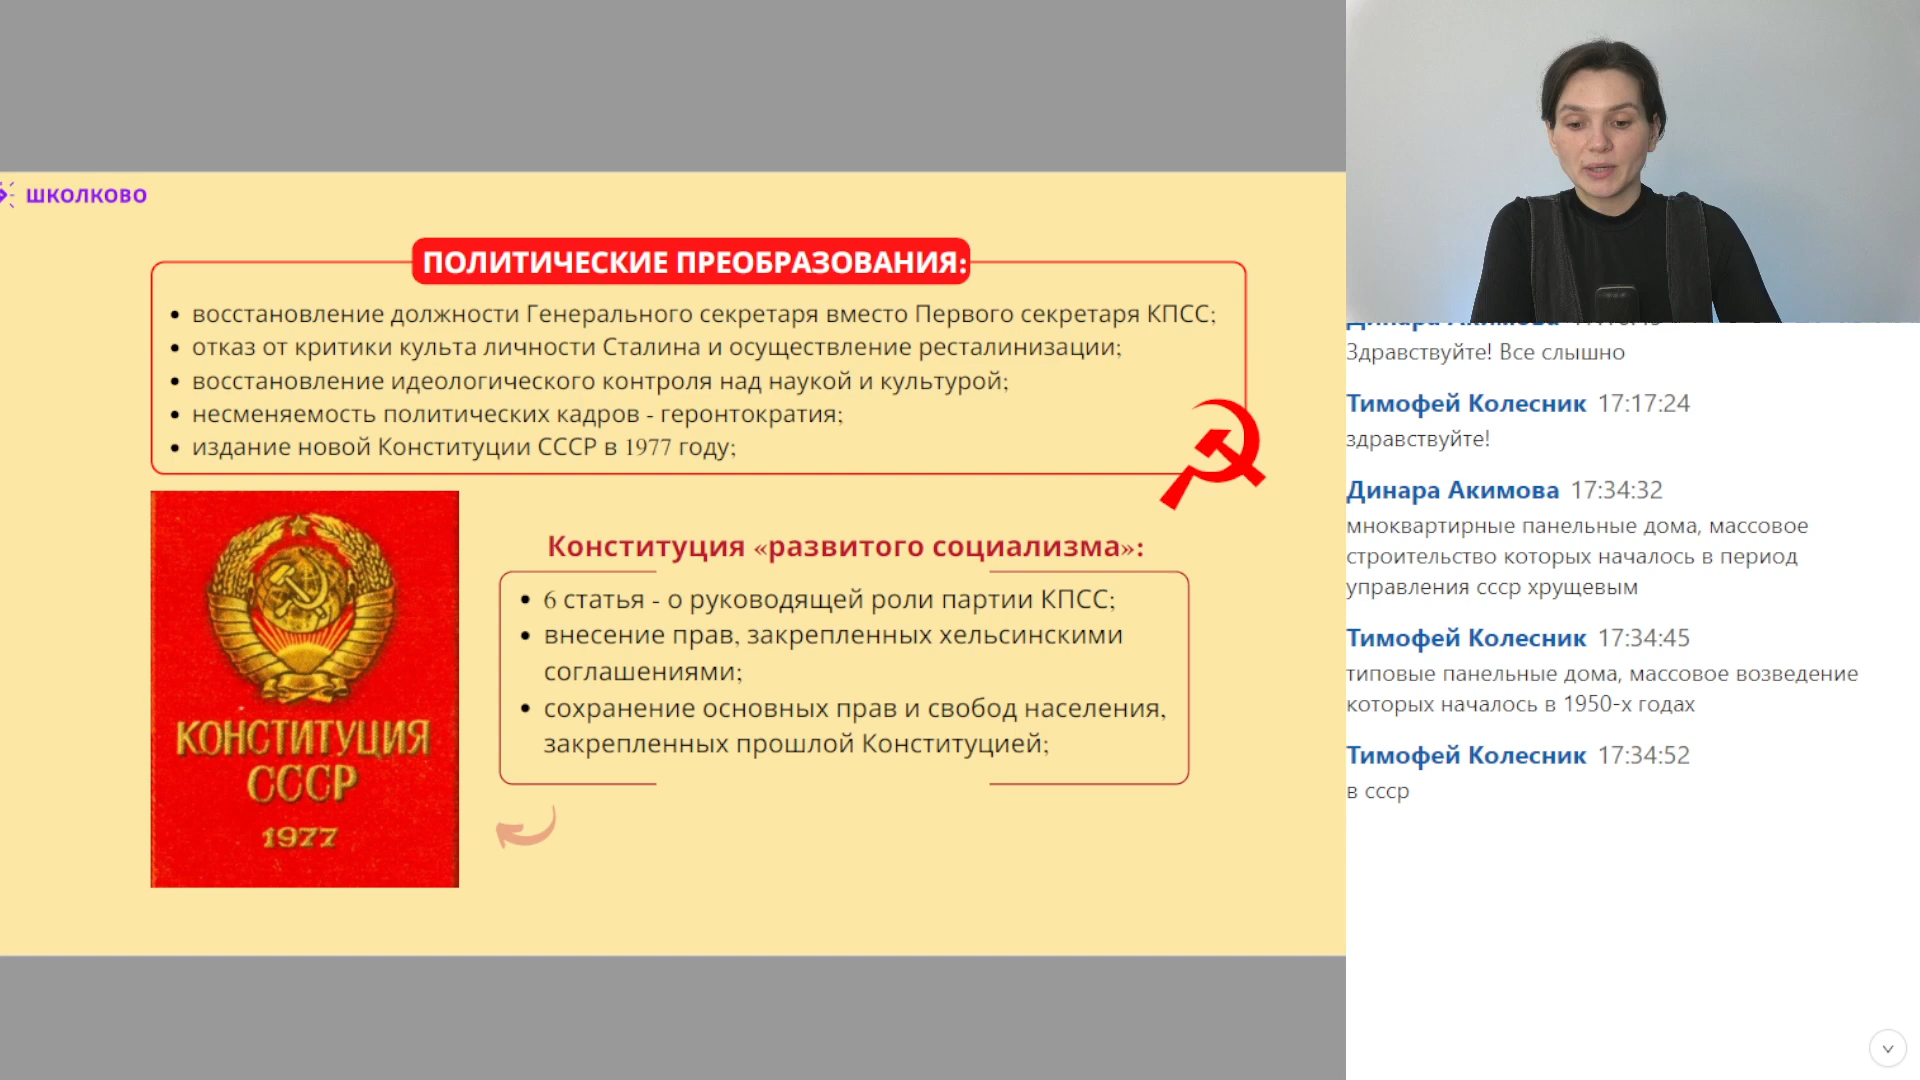 ШКОЛКОВО
ПОЛИТИЧЕСКИЕ ПРЕОБРАЗОВАНИЯ:
• восстановление должности Генерального секретаря вместо Первого секретаря КПСС;
• отказ от критики культа личности Сталина и осуществление ресталинизации;
• восстановление идеологического контроля над наукой и культурой;
• несменяемость политических кадров - геронтократия;
• издание новой Конституции СССР в 1977 году;
КОНСТИТУЦИЯ
СССР
1977
Конституция «развитого социализма»:
• 6 статья - о руководящей роли партии КПСС;
• внесение прав, закрепленных хельсинскими
соглашениями;
• сохранение основных прав и свобод населения,
закрепленных прошлой Конституцией;
Здравствуйте! Все слышно
Тимофей Колесник 17:17:24
здравствуйте!
Динара Акимова 17:34:32
мноквартирные панельные дома, массовое
строительство которых началось в период
управления ссср хрущевым
Тимофей Колесник 17:34:45
типовые панельные дома, массовое возведение
которых началось в 1950-х годах
Тимофей Колесник 17:34:52
в ссср